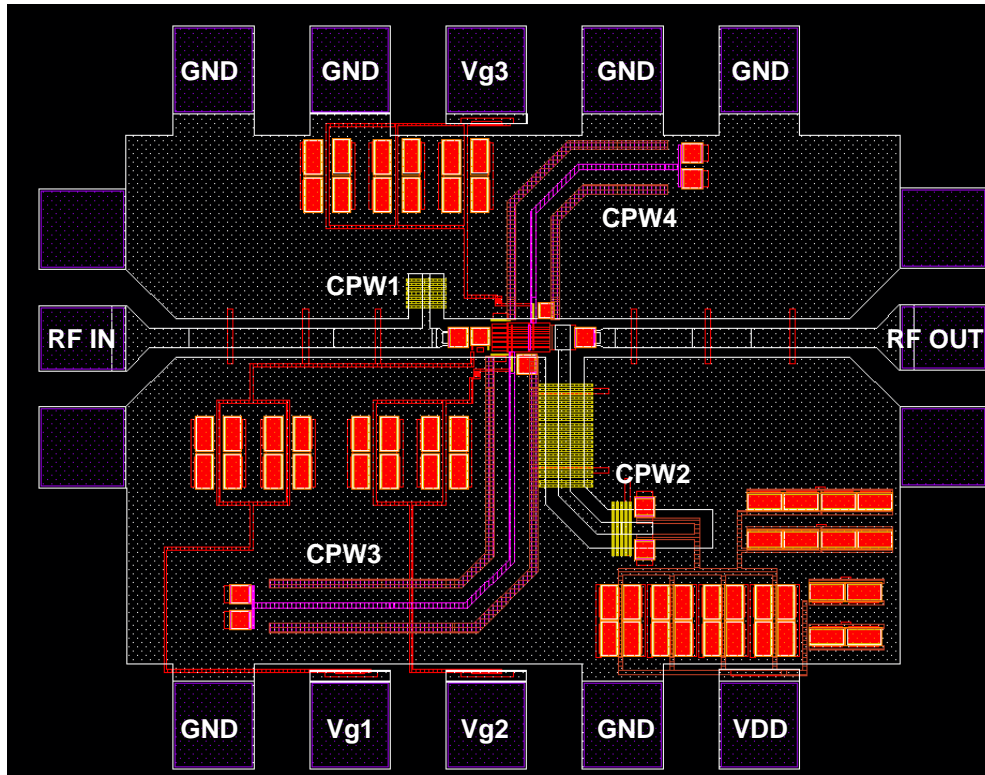 GND GND Vg3 GND GND
CPW4
CPW1
RF IN RF OUT
CPW2
CPW3
GND Vg1 Vg2 GND VDD